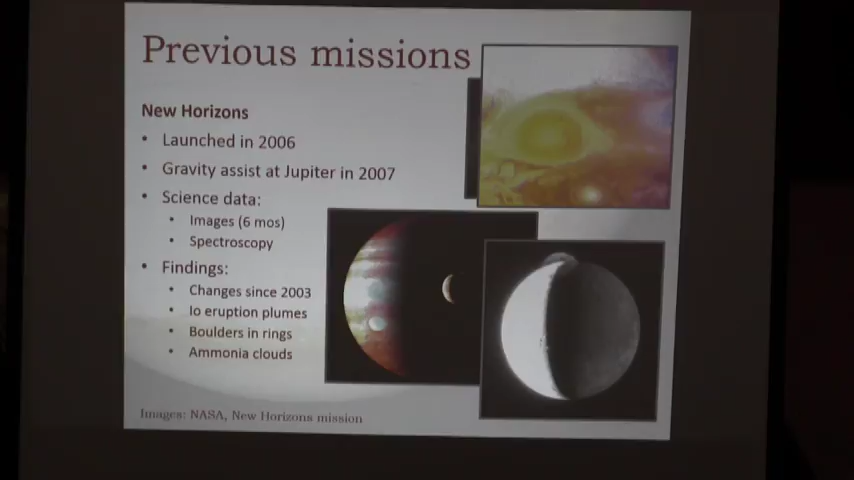 Previous missions
New Horizons
• Launched in 2006
• Gravity assist at Jupiter in 2007
• Science data:
• Images (6 mos)
• Spectroscopy
• Findings:
• Changes since 2003
• Io eruption plumes
• Boulders in rings
• Ammonia clouds
Images: NASA, New Horizons mission